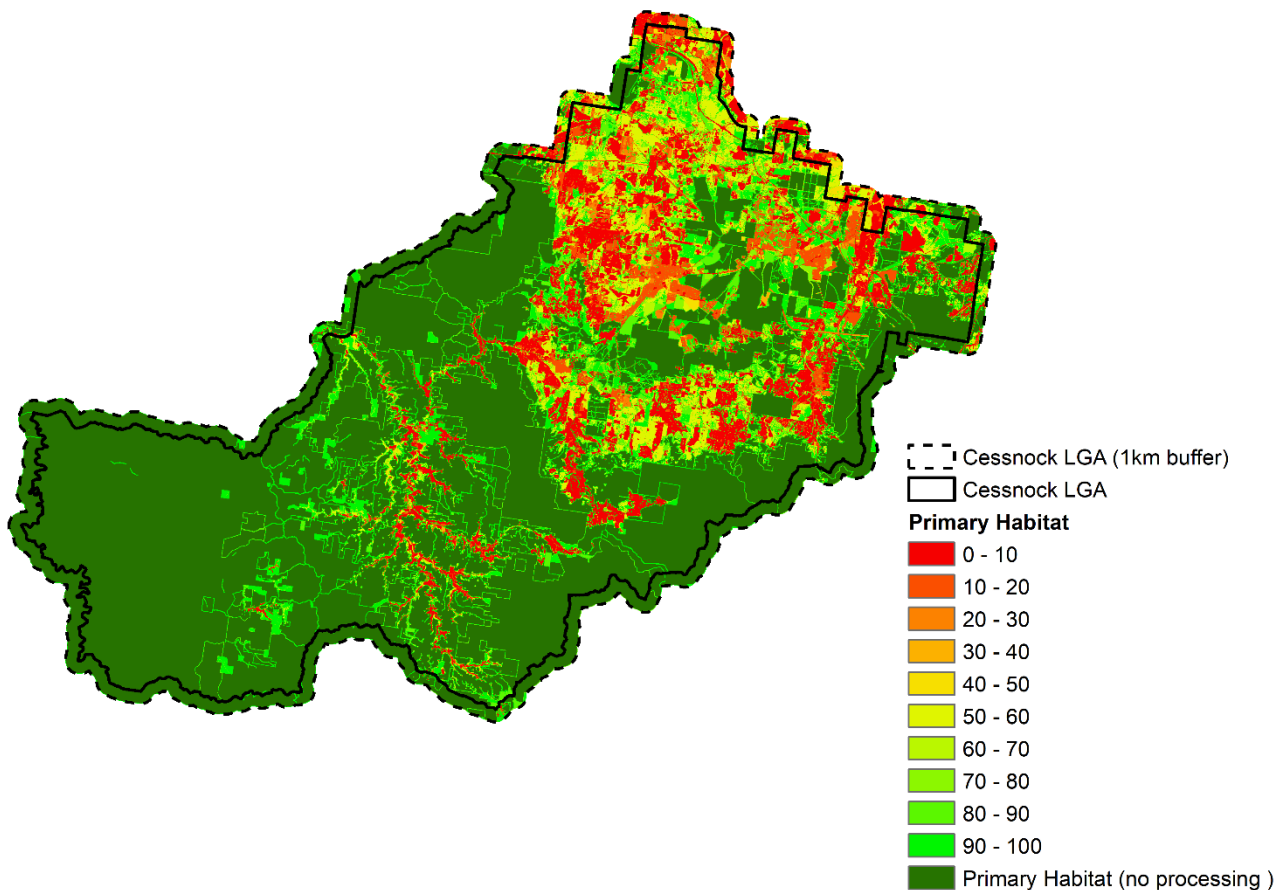 Cessnock LGA (1km buffer)
Cessnock LGA
Primary Habitat
0 - 10
10 - 20
20 - 30
30 - 40
40 - 50
50 - 60
60 - 70
70 - 80
80 - 90
90 - 100
Primary Habitat (no processing )